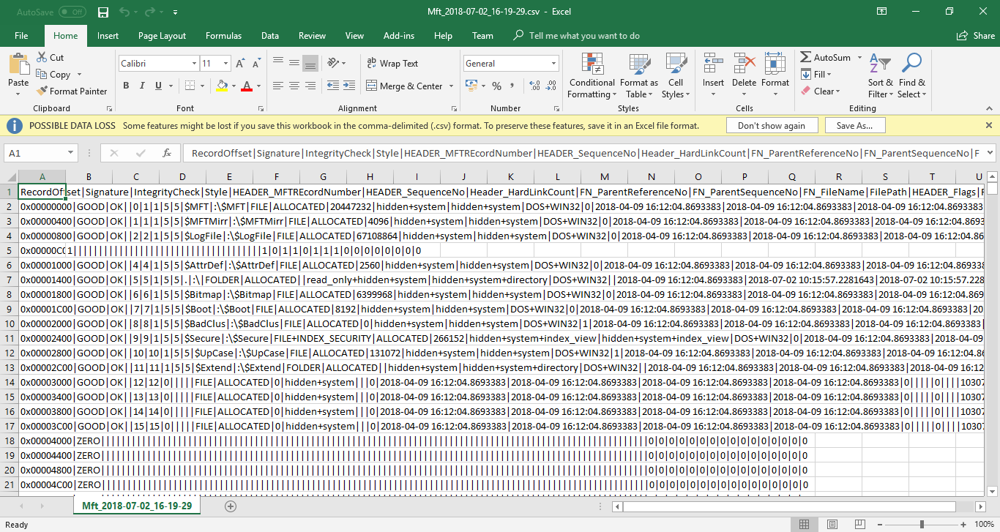 AutoSave Off Mft_2018-07-02_16-19-29.csv - Excel
File Home Insert Page Layout Formulas Data Review View Add-ins Help Team Tell me what you want to do Share
Paste Cut Copy Format Painter
Calibri 11
B I U A
Wrap Text
Merge & Center
General
%
Conditional Formatting Format as Table Cell Styles
Insert Delete Format
AutoSum Fill Clear
Sort & Filter Find & Select
Clipboard Font Alignment Number Styles Cells Editing
POSSIBLE DATA LOSS Some features might be lost if you save this workbook in the comma-delimited (.csv) format. To preserve these features, save it in an Excel file format. Don't show again Save As...
A1 fx RecordOffset|Signature|IntegrityCheck|Style|HEADER_MFTREcordNumber|HEADER_SequenceNo|Header_HardLinkCount|FN_ParentReferenceNo|FN_ParentSequenceNo|F
A B C D E F G H I J K L M N O P Q R S T U
1 RecordOffset|Signature|IntegrityCheck|Style|HEADER_MFTREcordNumber|HEADER_SequenceNo|Header_HardLinkCount|FN_ParentReferenceNo|FN_ParentSequenceNo|FN_FileName|FilePath|HEADER_Flags|
2 0x00000000|GOOD|OK||0|1|1|5|5|$MFT|:\$MFT|FILE|ALLOCATED|20447232|hidden+system|hidden+system|DOS+WIN32|0|2018-04-09 16:12:04.8693383|2018-04-09 16:12:04.8693383|2018-04-09 16:12:04.8693383
3 0x00000400|GOOD|OK||1|1|1|5|5|$MFTMirr|:\$MFTMirr|FILE|ALLOCATED|4096|hidden+system|hidden+system|DOS+WIN32|0|2018-04-09 16:12:04.8693383|2018-04-09 16:12:04.8693383|2018-04-09 16:12:04.8693
4 0x00000800|GOOD|OK||2|2|1|5|5|$LogFile|:\$LogFile|FILE|ALLOCATED|67108864|hidden+system|hidden+system|DOS+WIN32|0|2018-04-09 16:12:04.8693383|2018-04-09 16:12:04.8693383|2018-04-09 16:12:04.86
5 0x00000C0 1||||||||||||||||||||||||||||||||||||||1|0|1|1|0|1|1|1|0|0|0|0|0|0|0|0|0
6 0x00001000|GOOD|OK||4|4|1|5|5|$AttrDef|:\$AttrDef|FILE|ALLOCATED|2560|hidden+system|hidden+system|DOS+WIN32|0|2018-04-09 16:12:04.8693383|2018-04-09 16:12:04.8693383|2018-04-09 16:12:04.86933
7 0x00001400|GOOD|OK||5|5|1|5|5|.|:\|FOLDER|ALLOCATED||read_only+hidden+system|hidden+system+directory|DOS+WIN32||2018-04-09 16:12:04.8693383|2018-07-02 10:15:57.2281643|2018-07-02 10:15:57.228
8 0x00001800|GOOD|OK||6|6|1|5|5|$Bitmap|:\$Bitmap|FILE|ALLOCATED|6399968|hidden+system|hidden+system|DOS+WIN32|0|2018-04-09 16:12:04.8693383|2018-04-09 16:12:04.8693383|2018-04-09 16:12:04.869
9 0x00001C00|GOOD|OK||7|7|1|5|5|$Boot|:\$Boot|FILE|ALLOCATED|8192|hidden+system|hidden+system|DOS+WIN32|0|2018-04-09 16:12:04.8693383|2018-04-09 16:12:04.8693383|2018-04-09 16:12:04.8693383|20
10 0x00002000|GOOD|OK||8|8|1|5|5|$BadClus|:\$BadClus|FILE|ALLOCATED|0|hidden+system|hidden+system|DOS+WIN32|1|2018-04-09 16:12:04.8693383|2018-04-09 16:12:04.8693383|2018-04-09 16:12:04.8693383|
11 0x00002400|GOOD|OK||9|9|1|5|5|$Secure|:\$Secure|FILE+INDEX_SECURITY|ALLOCATED|266152|hidden+system+index_view|hidden+system+index_view|DOS+WIN32|0|2018-04-09 16:12:04.8693383|2018-04-09
12 0x00002800|GOOD|OK||10|10|1|5|5|$UpCase|:\$UpCase|FILE|ALLOCATED|131072|hidden+system|hidden+system|DOS+WIN32|1|2018-04-09 16:12:04.8693383|2018-04-09 16:12:04.8693383|2018-04-09 16:12:04.8
13 0x00002C00|GOOD|OK||11|11|1|5|5|$Extend|:\$Extend|FOLDER|ALLOCATED||hidden+system|hidden+system+directory|DOS+WIN32||2018-04-09 16:12:04.8693383|2018-04-09 16:12:04.8693383|2018-04-09 16:12
14 0x00003000|GOOD|OK||12|12|0|||||FILE|ALLOCATED|0|hidden+system|||0|2018-04-09 16:12:04.8693383|2018-04-09 16:12:04.8693383|2018-04-09 16:12:04.8693383|2018-04-09 16:12:04.8693383|0|||||0||||10307
15 0x00003400|GOOD|OK||13|13|0|||||FILE|ALLOCATED|0|hidden+system|||0|2018-04-09 16:12:04.8693383|2018-04-09 16:12:04.8693383|2018-04-09 16:12:04.8693383|2018-04-09 16:12:04.8693383|0|||||0||||10307
16 0x00003800|GOOD|OK||14|14|0|||||FILE|ALLOCATED|0|hidden+system|||0|2018-04-09 16:12:04.8693383|2018-04-09 16:12:04.8693383|2018-04-09 16:12:04.8693383|2018-04-09 16:12:04.8693383|0|||||0||||10307
17 0x00003C00|GOOD|OK||15|15|0|||||FILE|ALLOCATED|0|hidden+system|||0|2018-04-09 16:12:04.8693383|2018-04-09 16:12:04.8693383|2018-04-09 16:12:04.8693383|2018-04-09 16:12:04.8693383|0|||||0||||10307
18 0x00004000|ZERO 0|0|0|0|0|0|0|0|0|0|0|0|0|0
19 0x00004400|ZERO 0|0|0|0|0|0|0|0|0|0|0|0|0|0
20 0x00004800|ZERO 0|0|0|0|0|0|0|0|0|0|0|0|0|0
21 0x00004C00|ZERO 0|0|0|0|0|0|0|0|0|0|0|0|0|0
Mft_2018-07-02_16-19-29
Ready 100%